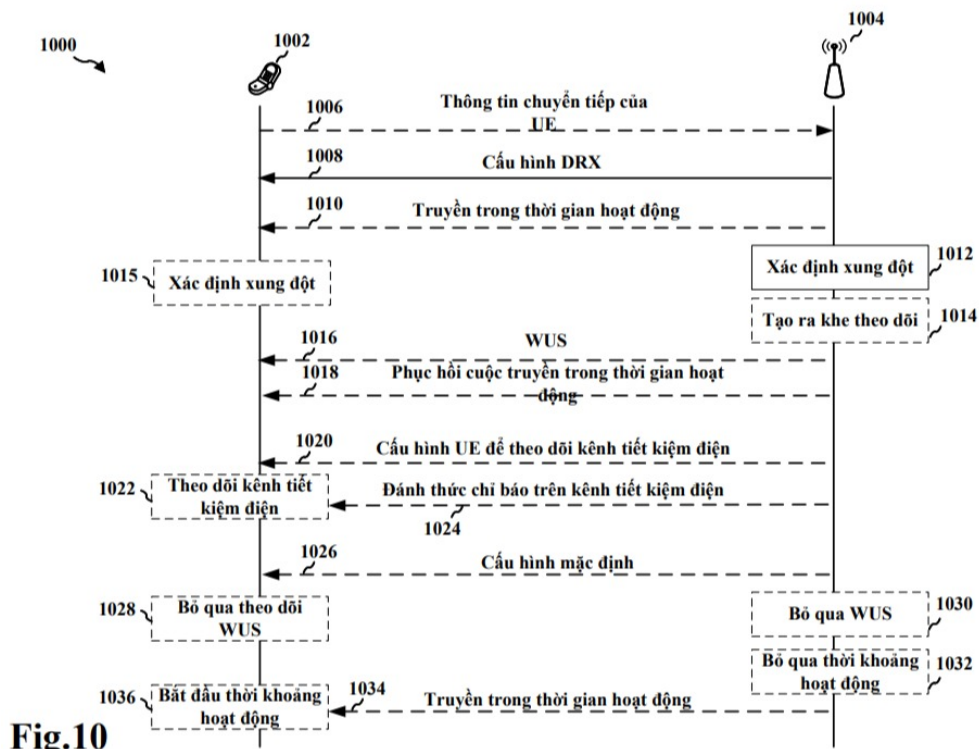 1000
1002
1004
1006
Thông tin chuyển tiếp của
UE
1008
Cấu hình DRX
1010
Truyền trong thời gian hoạt động
1015
Xác định xung đột
Xác định xung đột
1012
Tạo ra khe theo dõi
1014
1016
WUS
1018
Phục hồi cuộc truyền trong thời gian hoạt
động
1020
Cấu hình UE để theo dõi kênh tiết kiệm điện
1022
Theo dõi kênh tiết
kiệm điện
Đánh thức chỉ báo trên kênh tiết kiệm điện
1024
1026
Cấu hình mặc định
1028
Bỏ qua theo dõi
WUS
Bỏ qua WUS
1030
Bỏ qua thời khoảng
hoạt động
1032
1036
Bắt đầu thời khoảng
hoạt động
1034
Truyền trong thời gian hoạt động
Fig.10